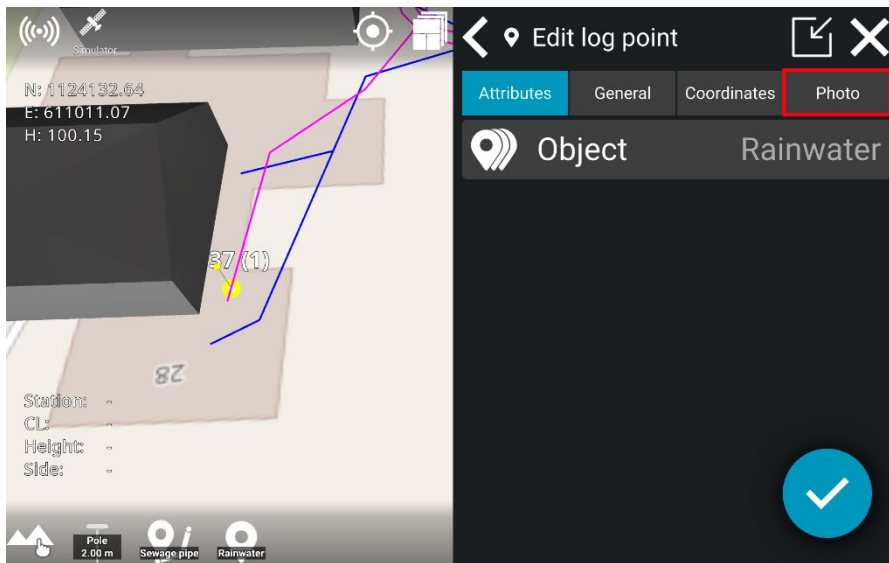 Simulator
N: 1124132.64
E: 611011.07
H: 100.15
37 (1)
28
Station: -
CL: -
Height: -
Side: -
Pole
2.00 m
Sewage pipe
Rainwater
Edit log point
Attributes General Coordinates Photo
Object Rainwater